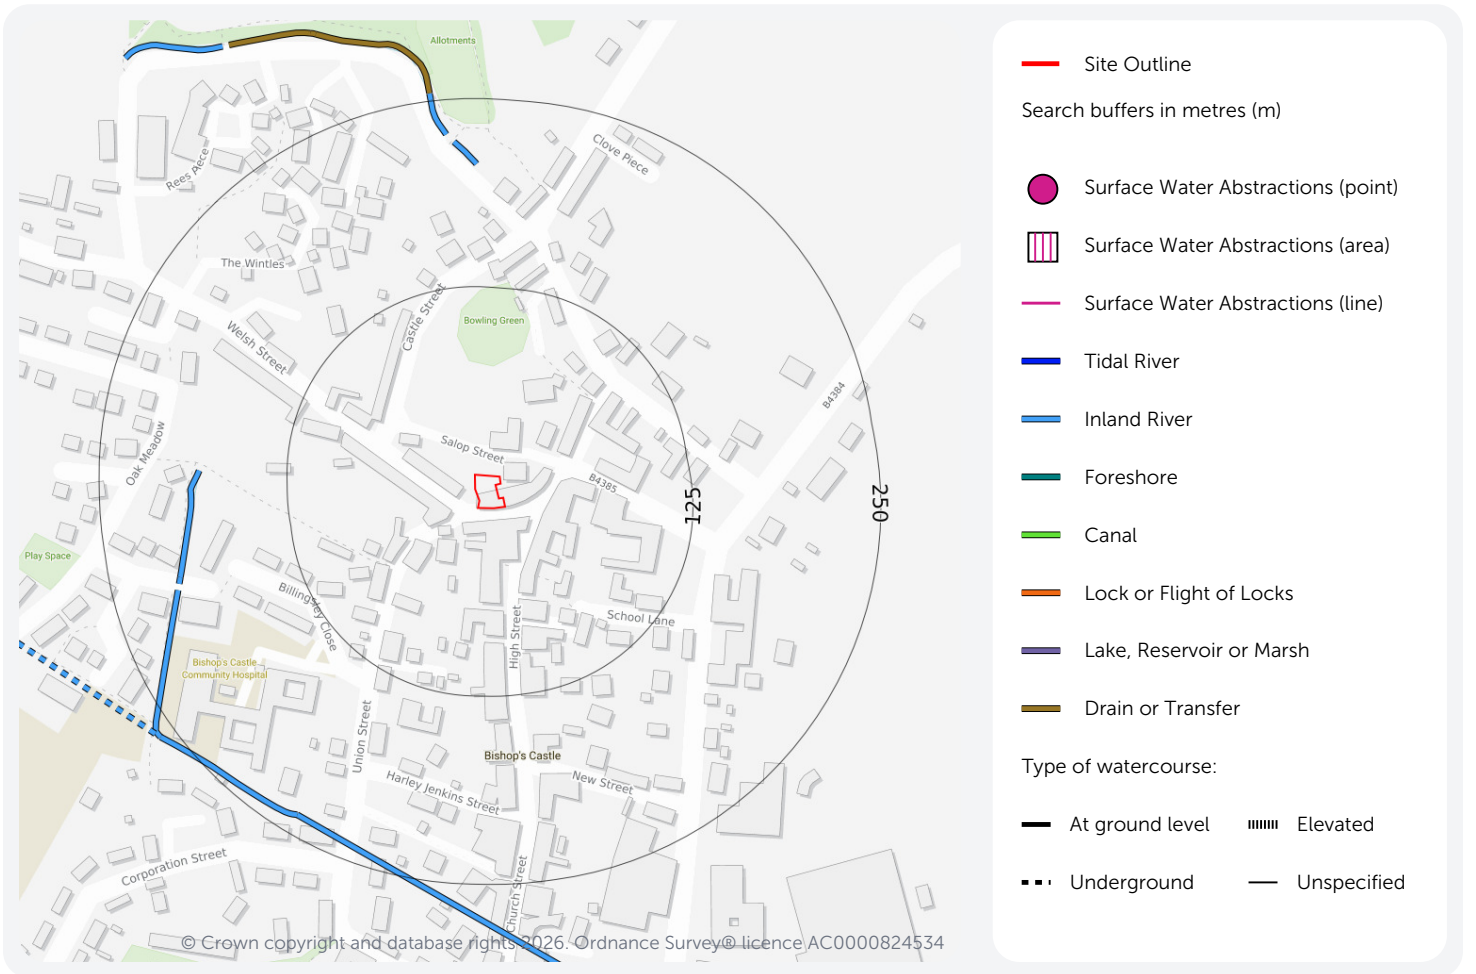 Allotments
Clove Piece
Rees Piece
The Wintles
Castle Street
Bowling Green
Welsh Street
B4384
Oak Meadow
Salop Street
B4385
125
250
Play Space
Billingsley Close
High Street
School Lane
Bishop's Castle
Community Hospital
Union Street
Bishop's Castle
New Street
Harley Jenkins Street
Corporation Street
Church Street
© Crown copyright and database rights 2026. Ordnance Survey® licence AC0000824534
Site Outline
Search buffers in metres (m)
Surface Water Abstractions (point)
Surface Water Abstractions (area)
Surface Water Abstractions (line)
Tidal River
Inland River
Foreshore
Canal
Lock or Flight of Locks
Lake, Reservoir or Marsh
Drain or Transfer
Type of watercourse:
At ground level
Elevated
Underground
Unspecified